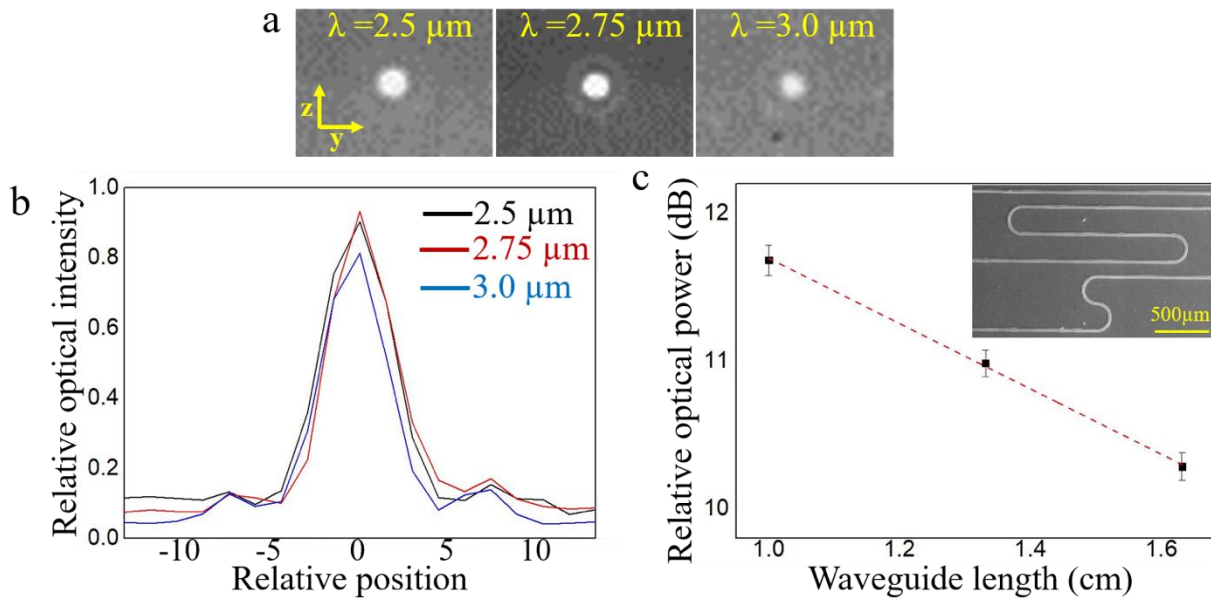 a
λ =2.5 µm
λ =2.75 µm
λ =3.0 µm
z
y
b
Relative optical intensity
1.0
0.8
0.6
0.4
0.2
0.0
2.5 µm
2.75 µm
3.0 µm
-10
-5
0
5
10
Relative position
c
Relative optical power (dB)
12
11
10
500µm
1.0
1.2
1.4
1.6
Waveguide length (cm)